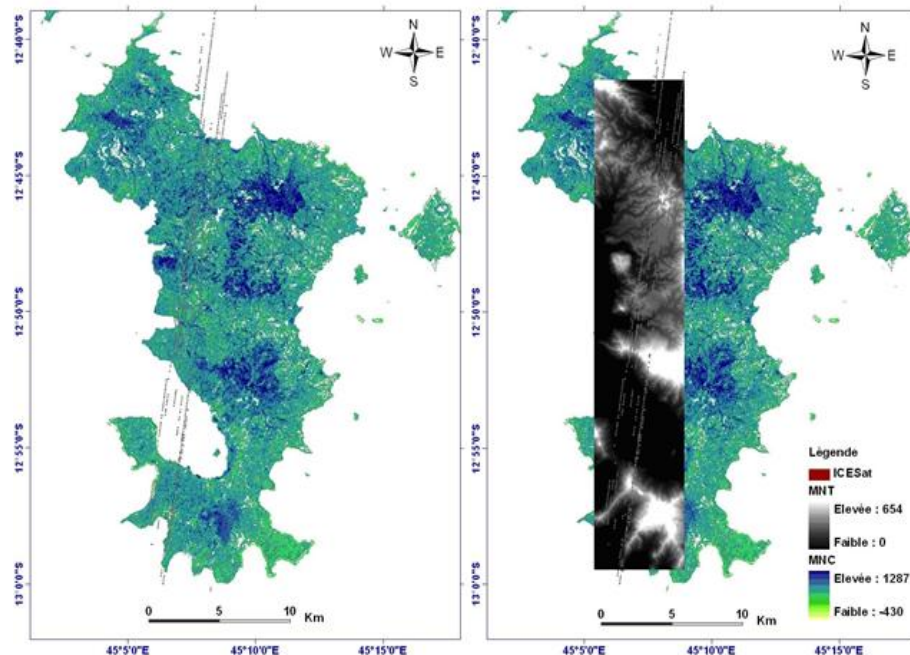 N
W E
S
N
W E
S
12°40'0"S
12°45'0"S
12°50'0"S
12°55'0"S
13°0'0"S
12°40'0"S
12°45'0"S
12°50'0"S
12°55'0"S
13°0'0"S
Légende
ICESat
MNT
Elevée : 654
Faible : 0
MNC
Elevée : 1287
Faible : -430
0 5 10
Km
0 5 10
Km
45°5'0"E 45°10'0"E 45°15'0"E
45°5'0"E 45°10'0"E 45°15'0"E